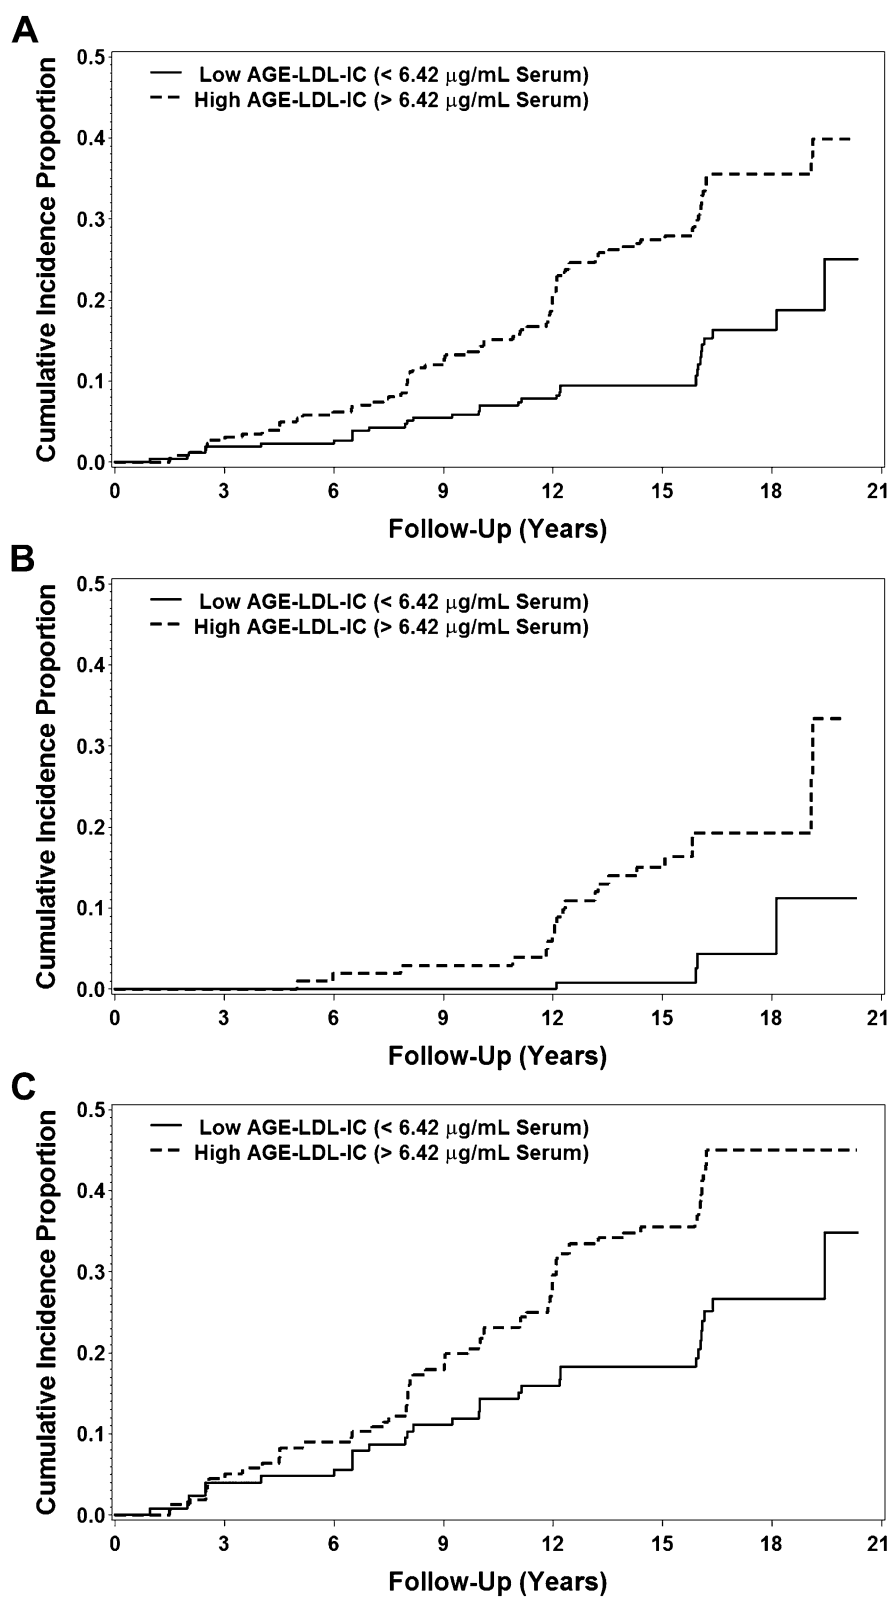 A
Cumulative Incidence Proportion
0.5
0.4
0.3
0.2
0.1
0.0
Low AGE-LDL-IC (< 6.42 μg/mL Serum)
High AGE-LDL-IC (> 6.42 μg/mL Serum)
0 3 6 9 12 15 18 21
Follow-Up (Years)
B
Cumulative Incidence Proportion
0.5
0.4
0.3
0.2
0.1
0.0
Low AGE-LDL-IC (< 6.42 μg/mL Serum)
High AGE-LDL-IC (> 6.42 μg/mL Serum)
0 3 6 9 12 15 18 21
Follow-Up (Years)
C
Cumulative Incidence Proportion
0.5
0.4
0.3
0.2
0.1
0.0
Low AGE-LDL-IC (< 6.42 μg/mL Serum)
High AGE-LDL-IC (> 6.42 μg/mL Serum)
0 3 6 9 12 15 18 21
Follow-Up (Years)